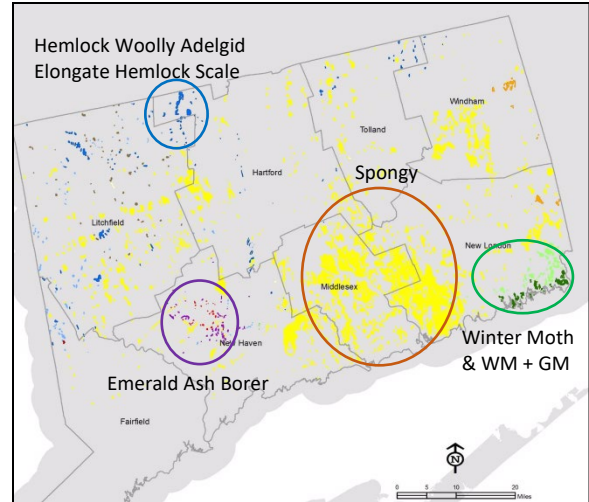 Hemlock Woolly Adelgid
Elongate Hemlock Scale
Windham
Tolland
Hartford
Spongy
Litchfield
New London
Middlesex
New Haven
Winter Moth
& WM + GM
Emerald Ash Borer
Fairfield
N
0 5 10 20
Miles